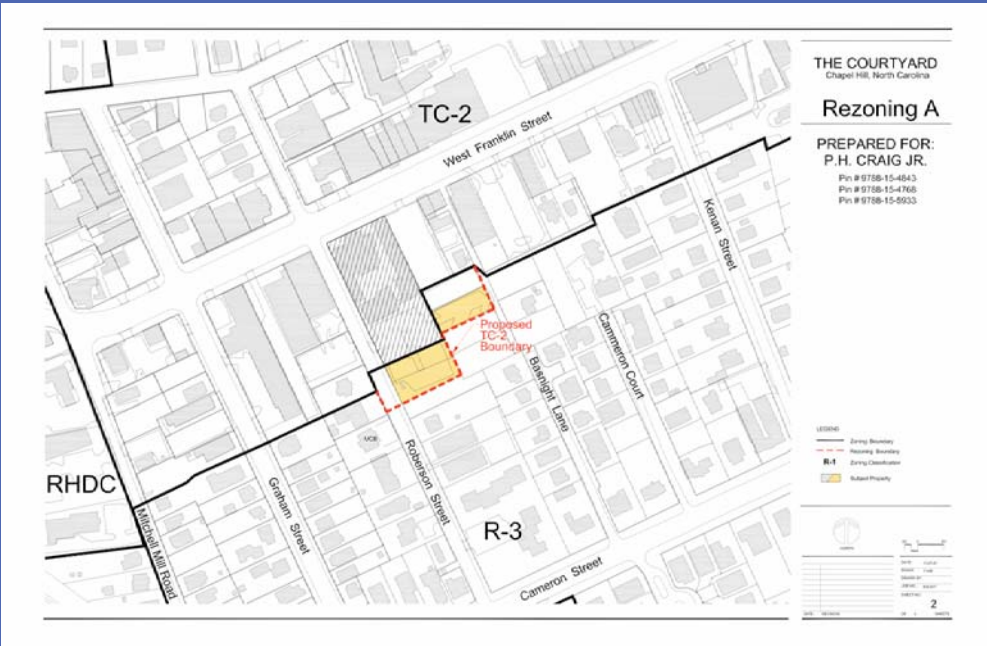 THE COURTYARD
Chapel Hill, North Carolina
Rezoning A
PREPARED FOR:
P.H. CRAIG JR.
Pin # 9788-15-4843
Pin # 9788-15-4768
Pin # 9788-15-5933
TC-2
West Franklin Street
Kenan Street
Proposed
TC-2
Boundary
Cammeron Court
Basnight Lane
UCB
Roberson Street
RHDC
Graham Street
Mitchell Mill Road
R-3
Cameron Street
LEGEND
Zoning Boundary
Rezoning Boundary
R-1 Zoning Classification
Subject Property
2